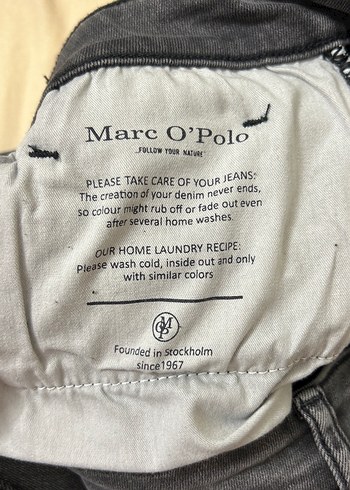 Marc O'Polo
"FOLLOW YOUR NATURE"
PLEASE TAKE CARE OF YOUR JEANS:
The creation of your denim never ends,
so colour might rub off or fade out even
after several home washes.
OUR HOME LAUNDRY RECIPE:
Please wash cold, inside out and only
with similar colors
MOP
Founded in Stockholm
since1967